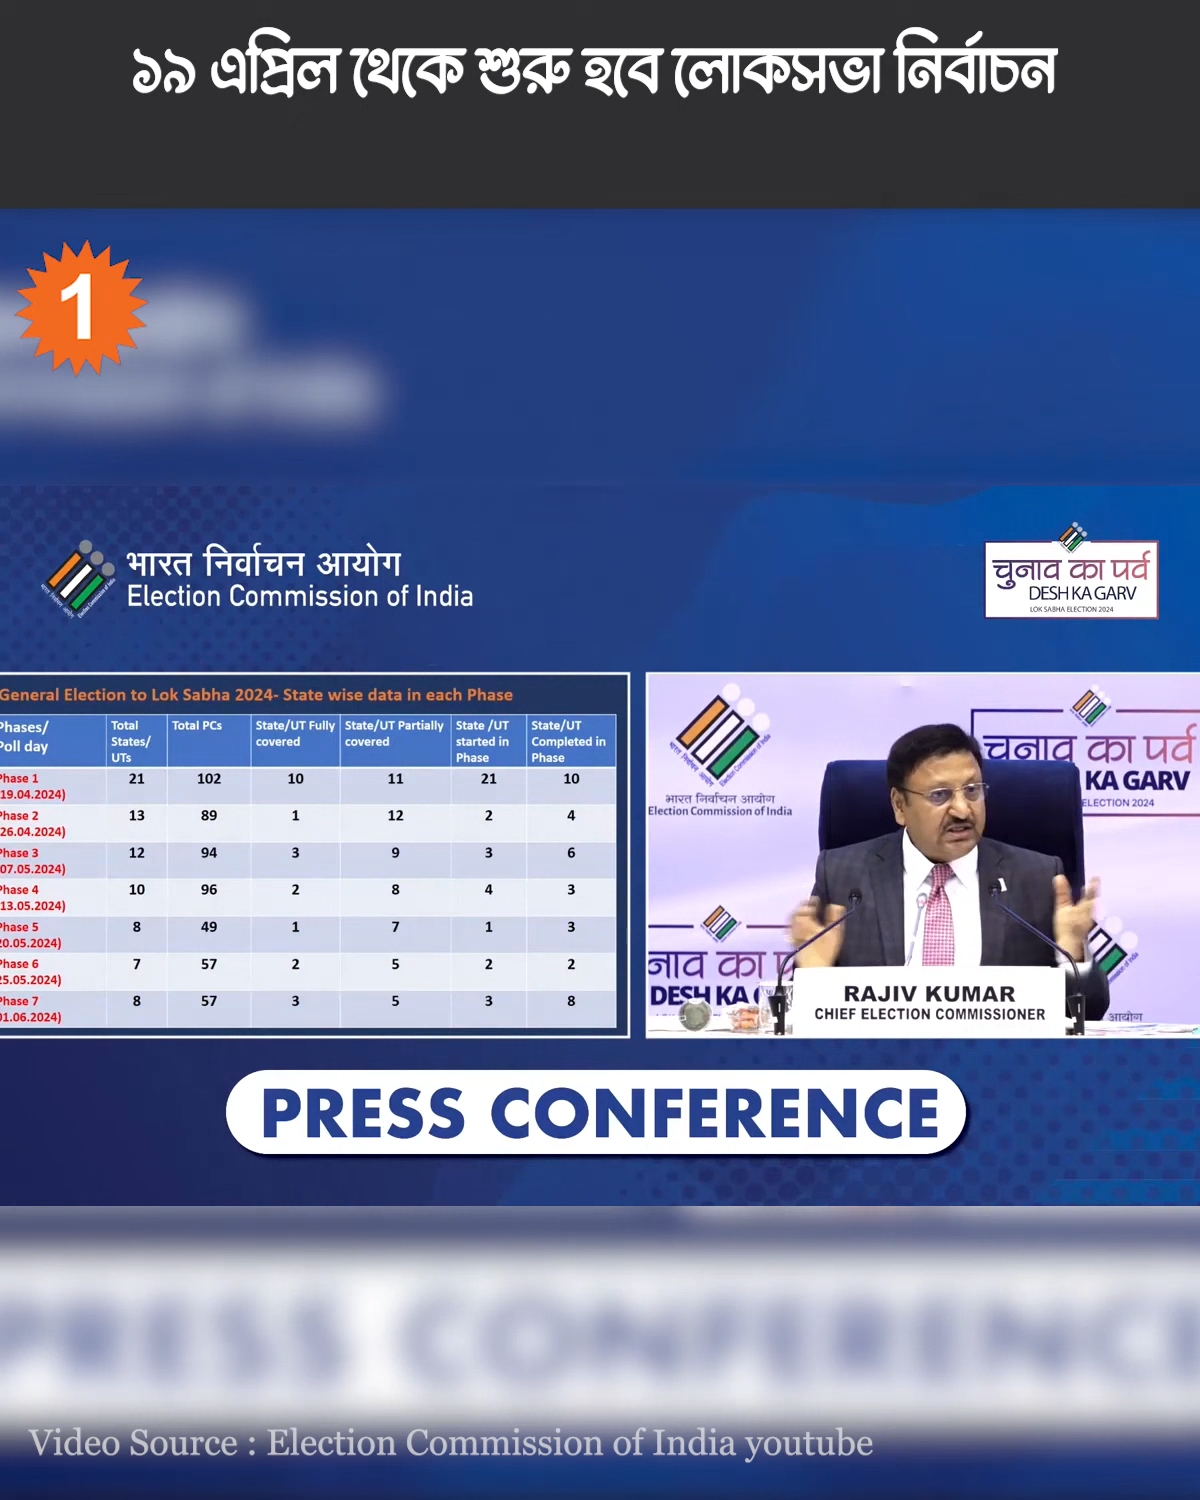 ১৯ এপ্রিল থেকে শুরু হবে লোকসভা নির্বাচন
1
भारत निर्वाचन आयोग
Election Commission of India
चुनाव का पर्व
DESH KA GARV
LOK SABHA ELECTION 2024
General Election to Lok Sabha 2024- State wise data in each Phase
Phases/ Poll day Total States/ UTs Total PCs State/UT Fully covered State/UT Partially covered State /UT started in Phase State/UT Completed in Phase
Phase 1 19.04.2024) 21 102 10 11 21 10
Phase 2 26.04.2024) 13 89 1 12 2 4
Phase 3 07.05.2024) 12 94 3 9 3 6
Phase 4 13.05.2024) 10 96 2 8 4 3
Phase 5 20.05.2024) 8 49 1 7 1 3
Phase 6 25.05.2024) 7 57 2 5 2 2
Phase 7 01.06.2024) 8 57 3 5 3 8
भारत निर्वाचन आयोग
Election Commission of India
चुनाव का पर्व
KA GARV
ELECTION 2024
नाव का प
DESH KA
आयोग
RAJIV KUMAR
CHIEF ELECTION COMMISSIONER
PRESS CONFERENCE
PRESS CONFERENCE
Video Source : Election Commission of India youtube